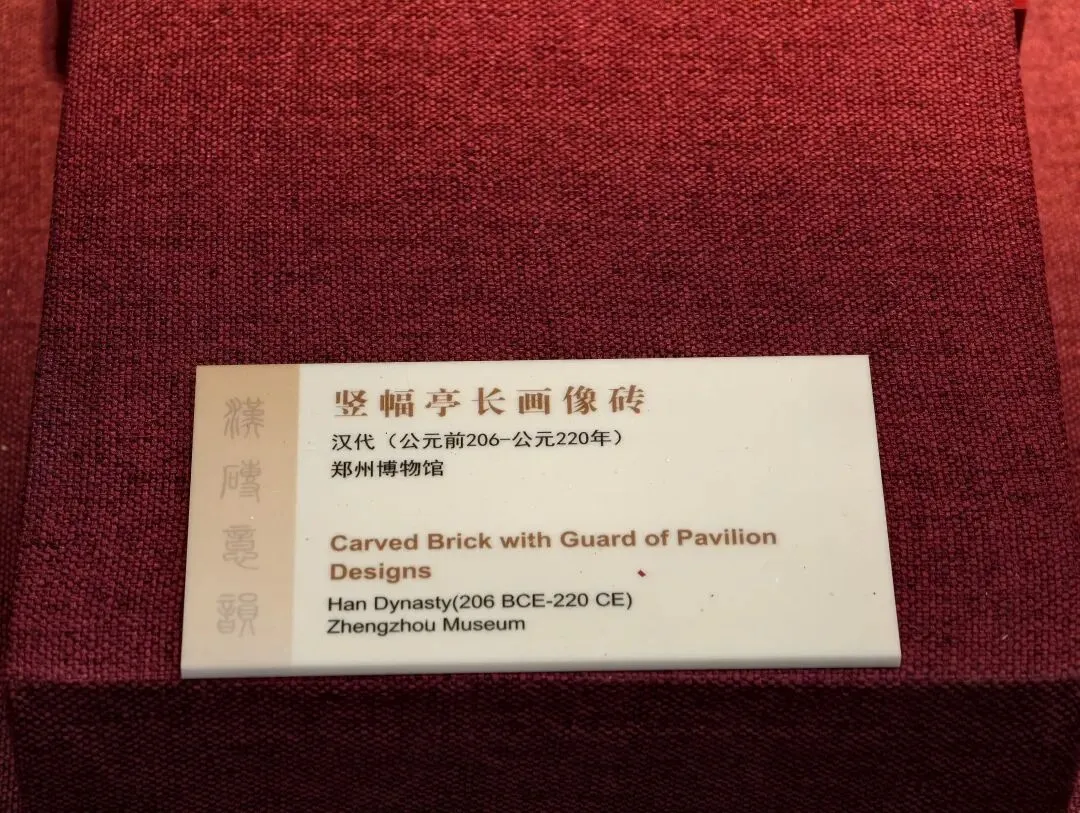 漢磚意韻
竖幅亭长画像砖
汉代（公元前206-公元220年）
郑州博物馆
Carved Brick with Guard of Pavilion
Designs
Han Dynasty(206 BCE-220 CE)
Zhengzhou Museum